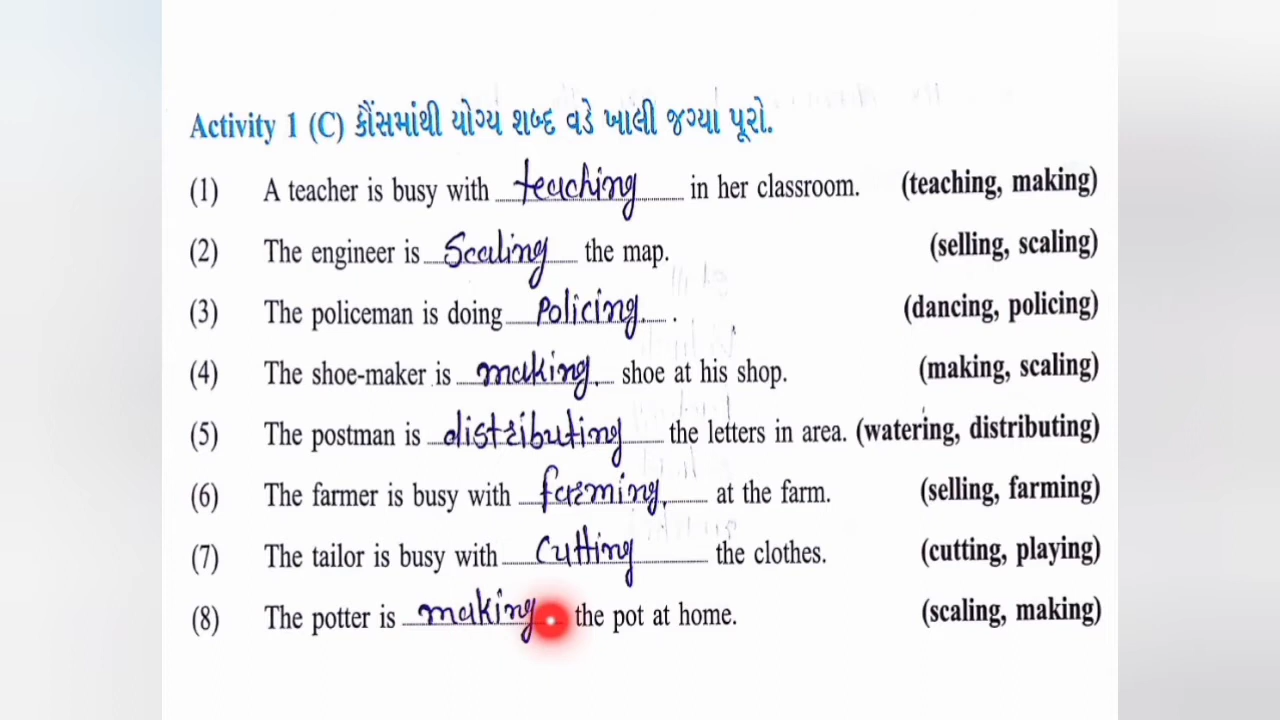 Activity 1 (C) કૌંસમાંથી યોગ્ય શબ્દ વડે ખાલી જગ્યા પૂરો.
(1) A teacher is busy with teaching in her classroom. (teaching, making)
(2) The engineer is Scaling the map. (selling, scaling)
(3) The policeman is doing Policing. (dancing, policing)
(4) The shoe-maker is making shoe at his shop. (making, scaling)
(5) The postman is distributing the letters in area. (watering, distributing)
(6) The farmer is busy with farming at the farm. (selling, farming)
(7) The tailor is busy with cutting the clothes. (cutting, playing)
(8) The potter is making the pot at home. (scaling, making)